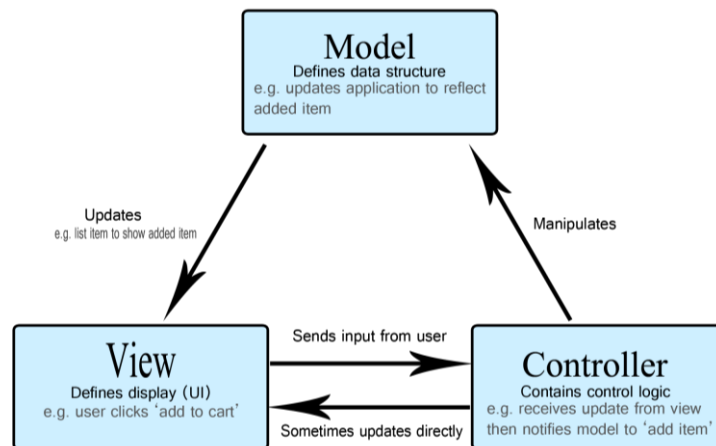 Model
Defines data structure
e.g. updates application to reflect
added item
Updates
e.g. list item to show added item
Manipulates
View
Defines display (UI)
e.g. user clicks ‘add to cart’
Sends input from user
Sometimes updates directly
Controller
Contains control logic
e.g. receives update from view
then notifies model to ‘add item’